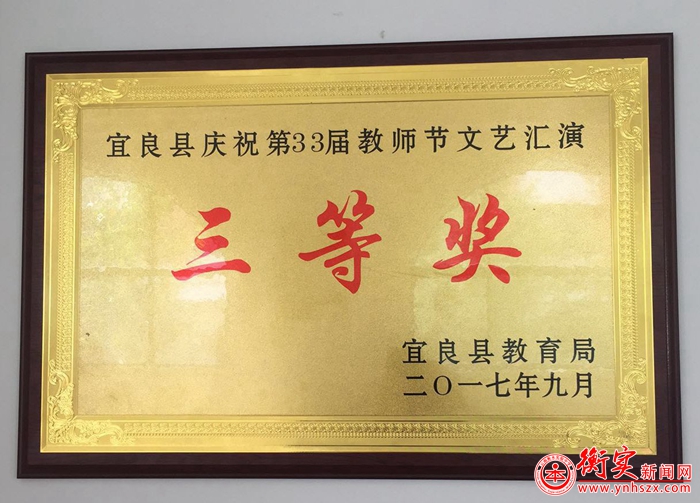 宜良县庆祝第33届教师节文艺汇演
三等奖
宜良县教育局
二〇一七年九月
衡实新闻网
www.ynhszx.com